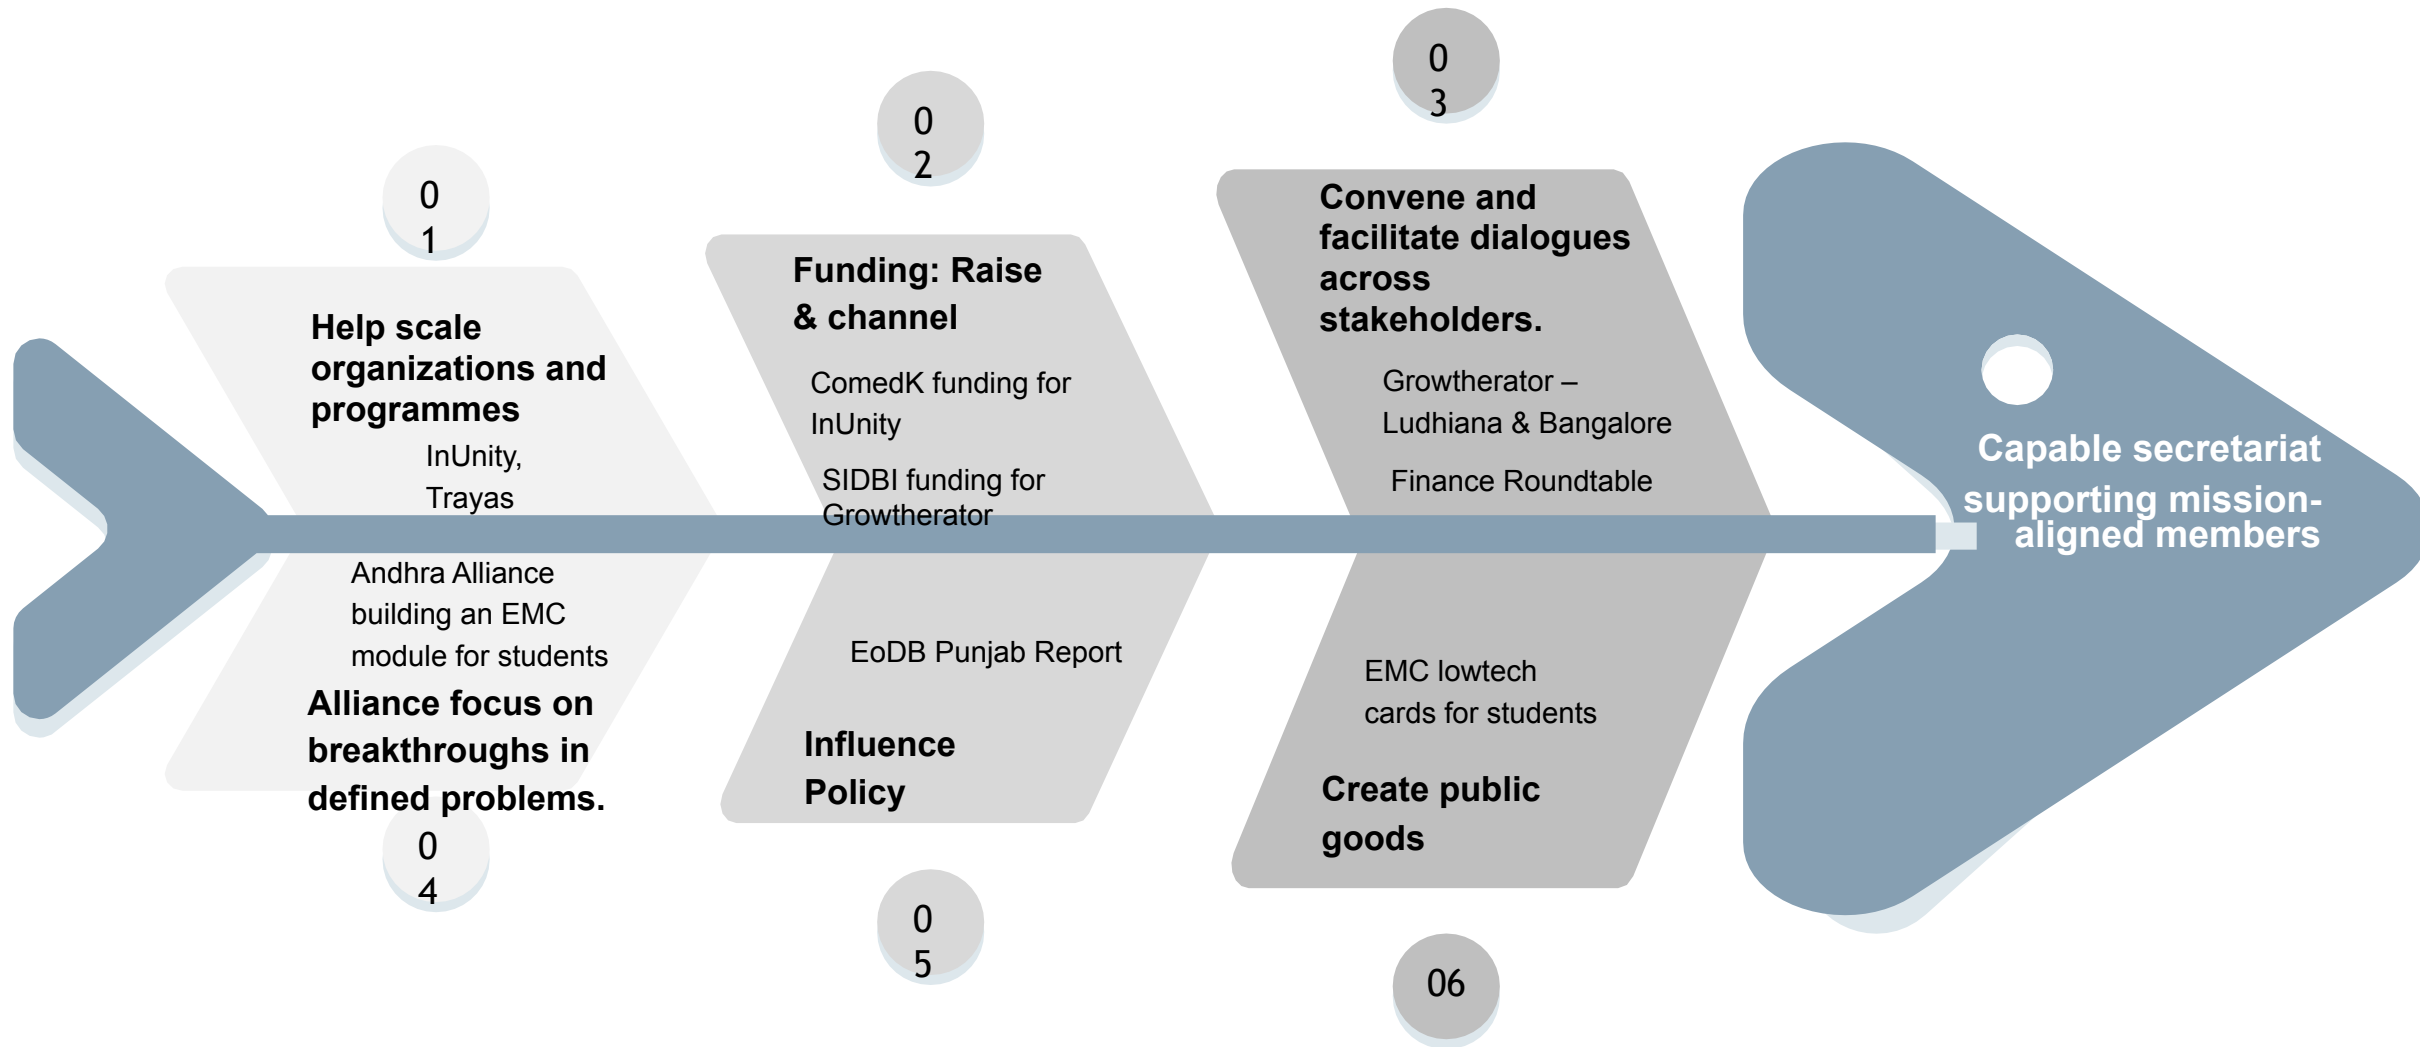 0
1
Help scale
organizations and
programmes
InUnity,
Trayas
0
2
Funding: Raise
& channel
ComedK funding for
InUnity
SIDBI funding for
Growtherator
0
3
Convene and
facilitate dialogues
across
stakeholders.
Growtherator –
Ludhiana & Bangalore
Finance Roundtable
Capable secretariat
supporting mission-
aligned members
Andhra Alliance
building an EMC
module for students
Alliance focus on
breakthroughs in
defined problems.
0
4
EoDB Punjab Report
Influence
Policy
0
5
EMC lowtech
cards for students
Create public
goods
06